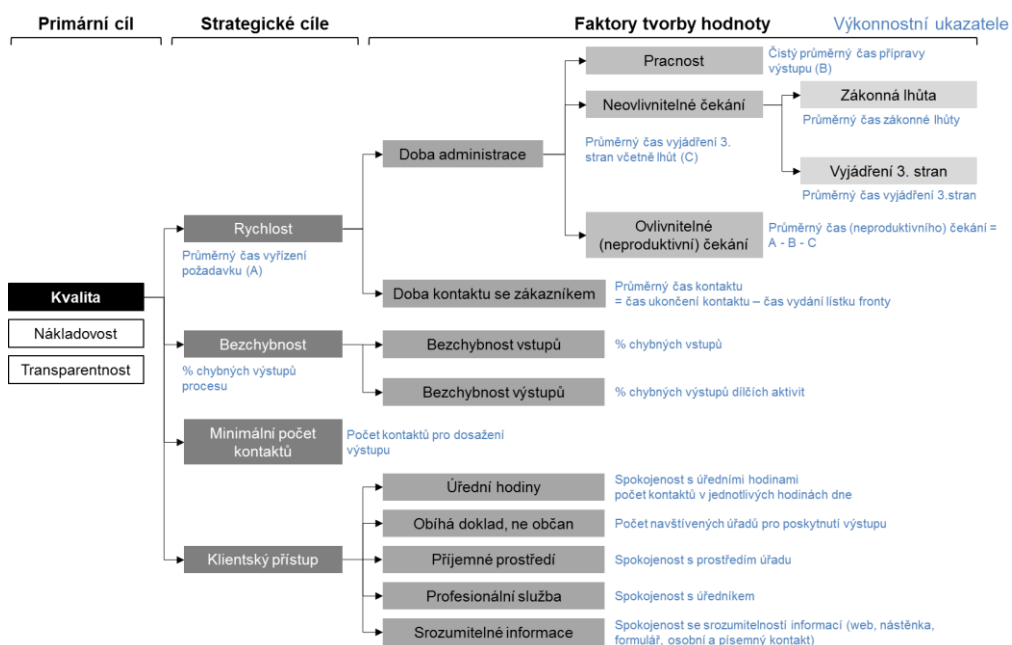 Primární cíl
Strategické cíle
Faktory tvorby hodnoty
Výkonnostní ukazatele
Kvalita
Nákladovost
Transparentnost
Rychlost
Průměrný čas vyřízení
požadavku (A)
Bezchybnost
% chybných výstupů
procesu
Minimální počet
kontaktů
Počet kontaktů pro dosažení
výstupu
Klientský přístup
Doba administrace
Pracnost
Čistý průměrný čas přípravy
výstupu (B)
Neovlivnitelné čekání
Průměrný čas vyjádření 3.
stran včetně lhůt (C)
Zákonná lhůta
Průměrný čas zákonné lhůty
Vyjádření 3. stran
Průměrný čas vyjádření 3.stran
Ovlivnitelné
(neproduktivní) čekání
Průměrný čas (neproduktivního) čekání =
A - B - C
Doba kontaktu se zákazníkem
Průměrný čas kontaktu
= čas ukončení kontaktu – čas vydání lístku fronty
Bezchybnost vstupů
% chybných vstupů
Bezchybnost výstupů
% chybných výstupů dílčích aktivit
Úřední hodiny
Spokojenost s úředními hodinami
počet kontaktů v jednotlivých hodinách dne
Obíhá doklad, ne občan
Počet navštívených úřadů pro poskytnutí výstupu
Příjemné prostředí
Spokojenost s prostředím úřadu
Profesionální služba
Spokojenost s úředníkem
Srozumitelné informace
Spokojenost se srozumitelností informací (web, nástěnka,
formulář, osobní a písemný kontakt)